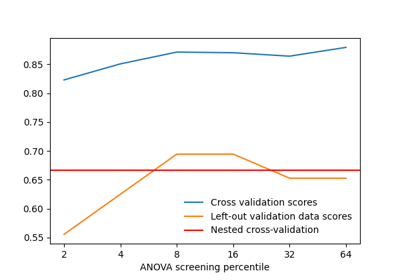 0.85
0.80
0.75
0.70
0.65
0.60
0.55
Cross validation scores
Left-out validation data scores
Nested cross-validation
2 4 8 16 32 64
ANOVA screening percentile